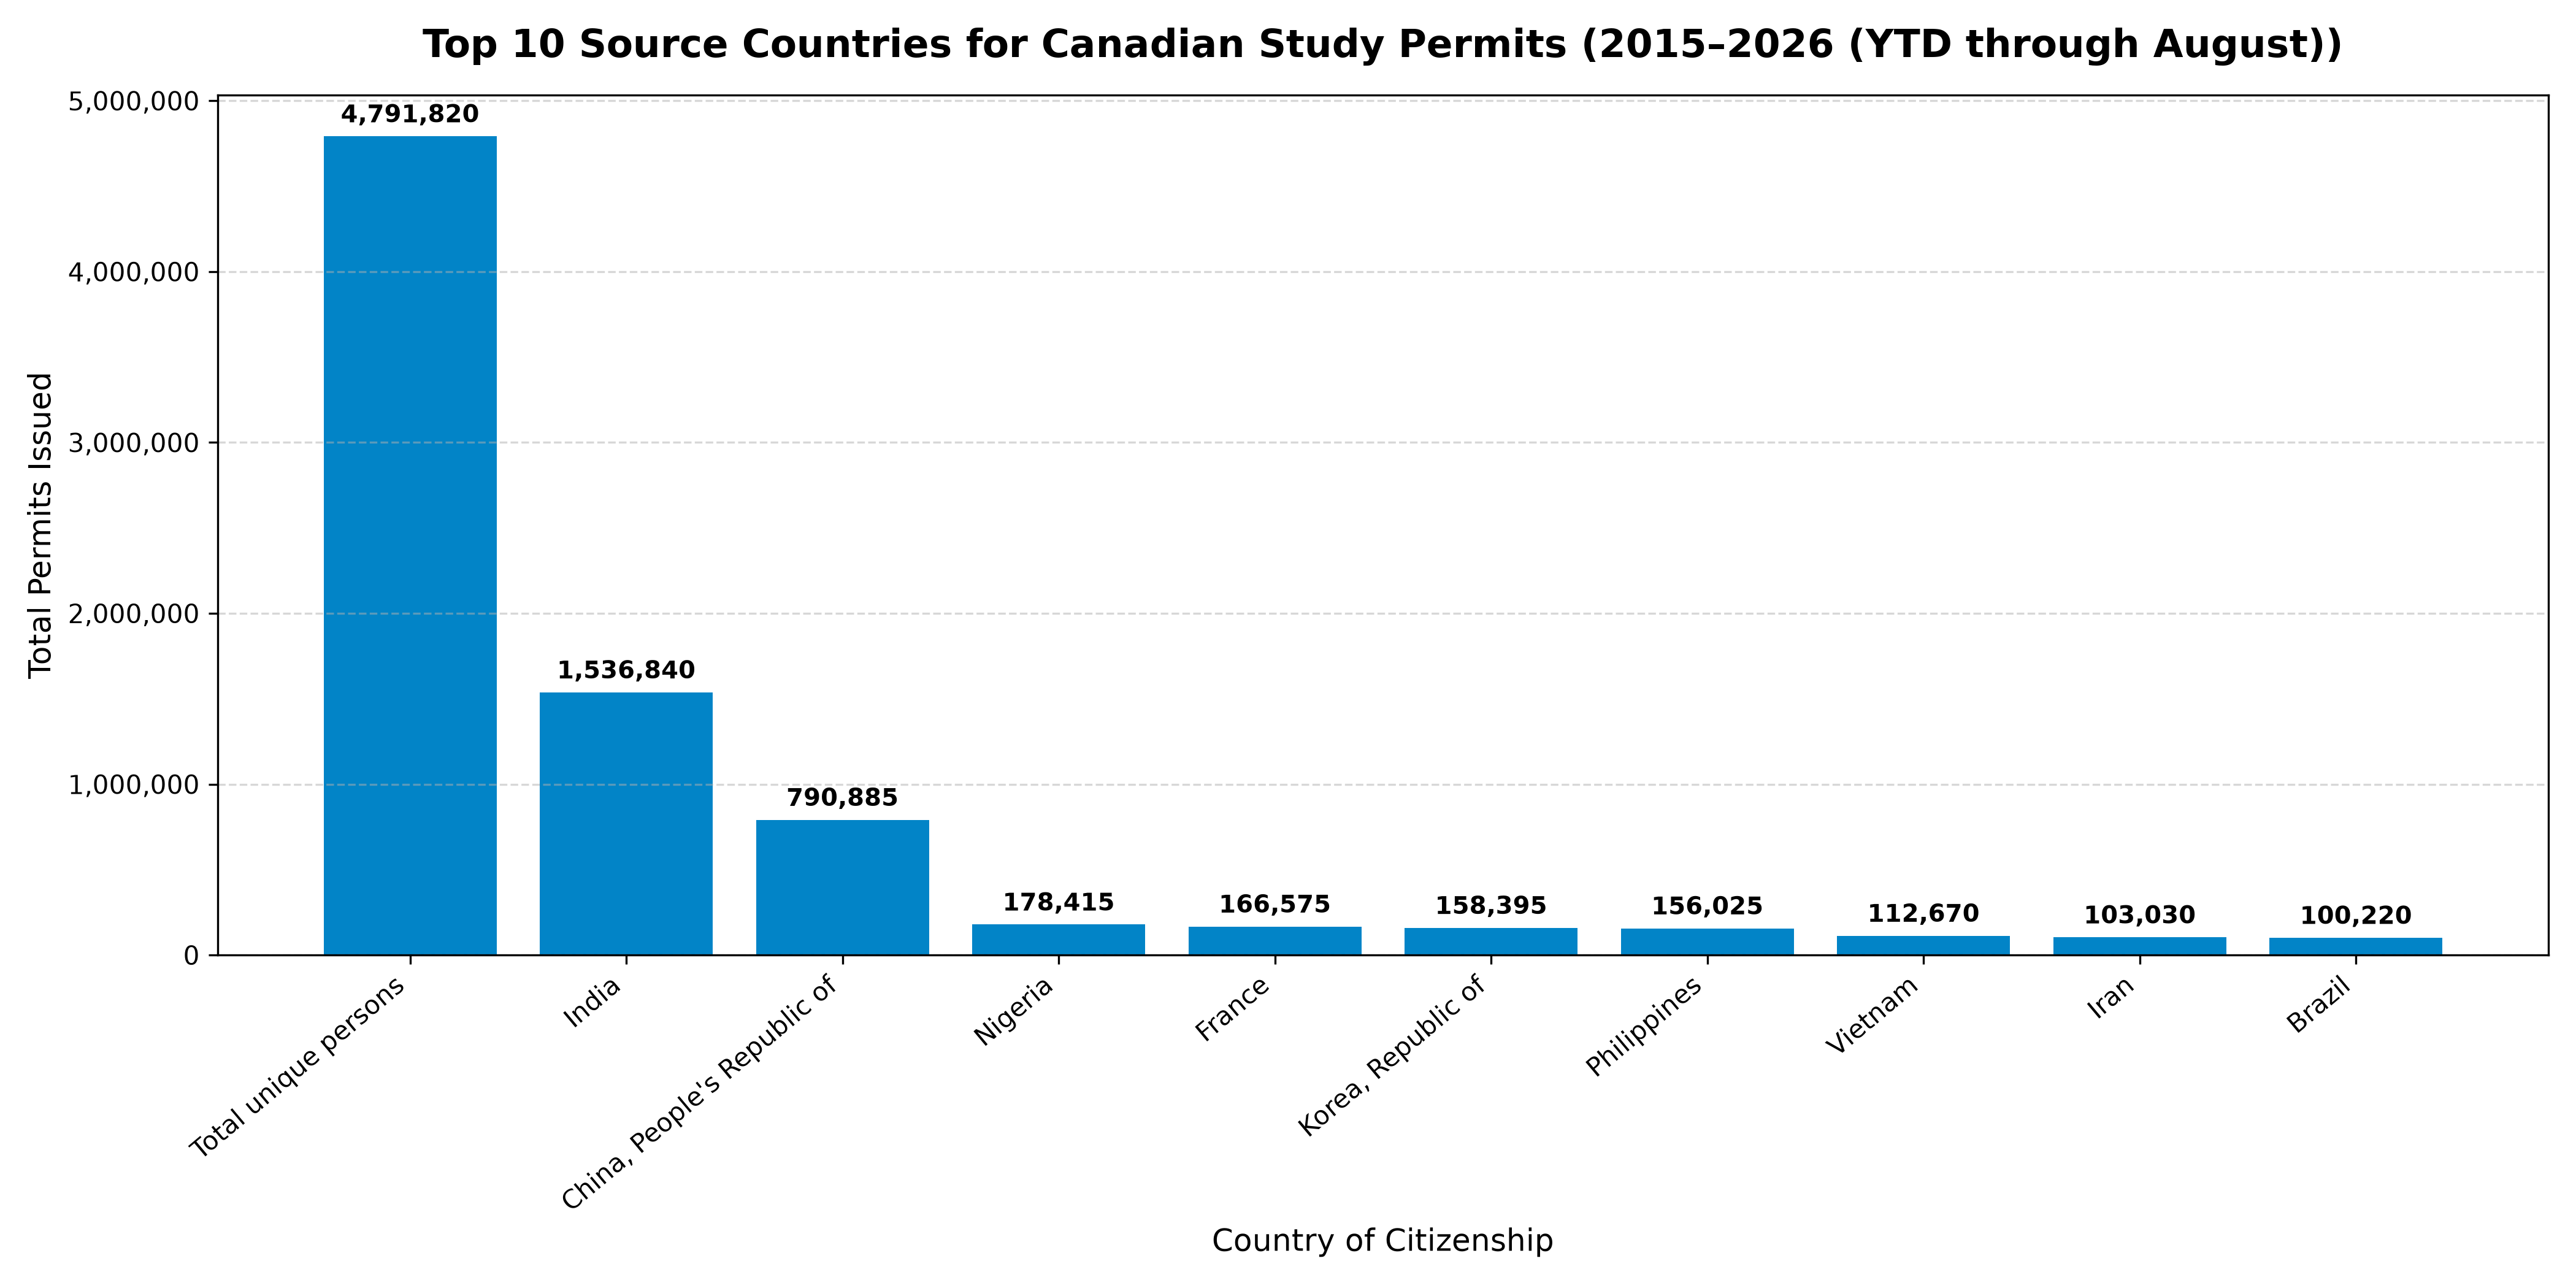 Top 10 Source Countries for Canadian Study Permits (2015–2026 (YTD through August))
Total Permits Issued
5,000,000
4,000,000
3,000,000
2,000,000
1,000,000
0
4,791,820
1,536,840
790,885
178,415
166,575
158,395
156,025
112,670
103,030
100,220
Total unique persons
India
China, People's Republic of
Nigeria
France
Korea, Republic of
Philippines
Vietnam
Iran
Brazil
Country of Citizenship